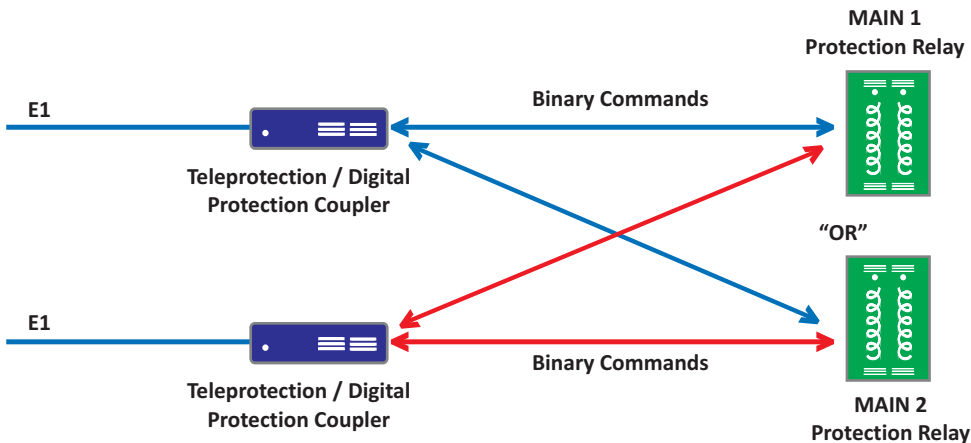 MAIN 1
Protection Relay
E1
Binary Commands
Teleprotection / Digital
Protection Coupler
“OR”
E1
Binary Commands
Teleprotection / Digital
Protection Coupler
MAIN 2
Protection Relay